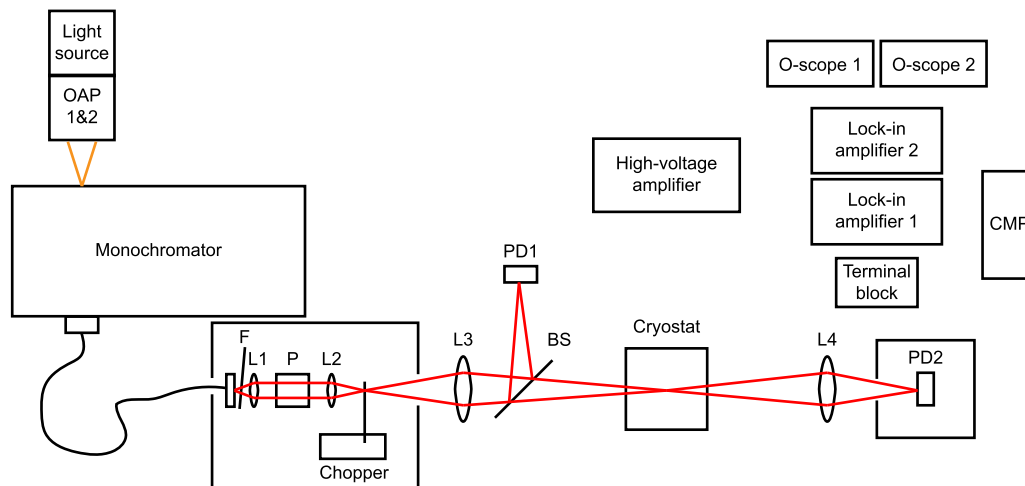 Light
source
OAP
1&2
Monochromator
O-scope 1
O-scope 2
Lock-in
amplifier 2
High-voltage
amplifier
Lock-in
amplifier 1
CMR
Terminal
block
PD1
F
L1
P
L2
L3
BS
Cryostat
L4
PD2
Chopper